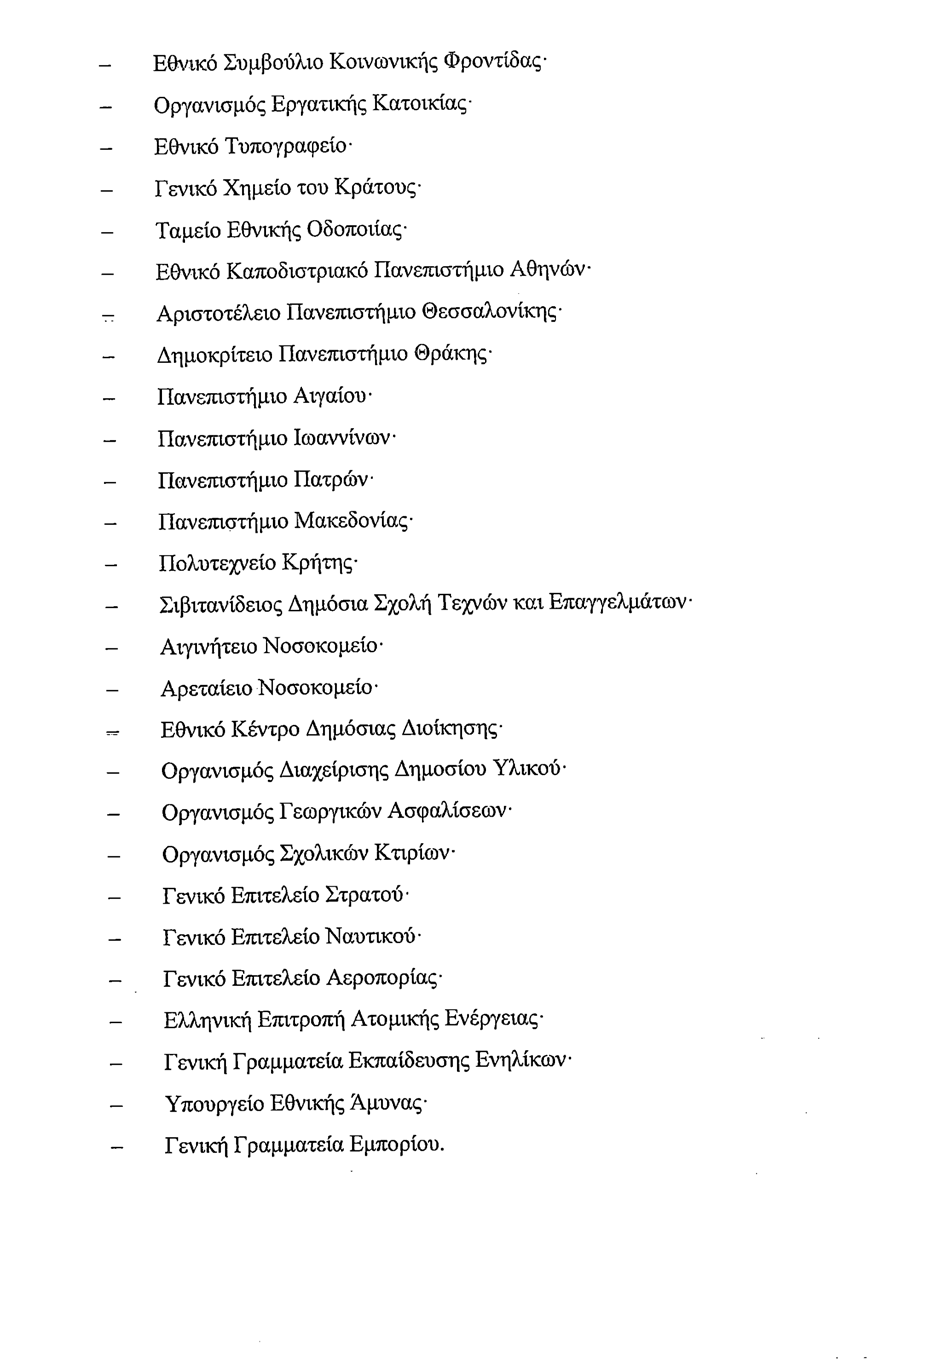 – Εθνικό Συμβούλιο Κοινωνικής Φροντίδας·
– Οργανισμός Εργατικής Κατοικίας·
– Εθνικό Τυπογραφείο·
– Γενικό Χημείο του Κράτους·
– Ταμείο Εθνικής Οδοποιίας·
– Εθνικό Καποδιστριακό Πανεπιστήμιο Αθηνών·
– Αριστοτέλειο Πανεπιστήμιο Θεσσαλονίκης·
– Δημοκρίτειο Πανεπιστήμιο Θράκης·
– Πανεπιστήμιο Αιγαίου·
– Πανεπιστήμιο Ιωαννίνων·
– Πανεπιστήμιο Πατρών·
– Πανεπιστήμιο Μακεδονίας·
– Πολυτεχνείο Κρήτης·
– Σιβιτανίδειος Δημόσια Σχολή Τεχνών και Επαγγελμάτων·
– Αιγινήτειο Νοσοκομείο·
– Αρεταίειο Νοσοκομείο·
– Εθνικό Κέντρο Δημόσιας Διοίκησης·
– Οργανισμός Διαχείρισης Δημοσίου Υλικού·
– Οργανισμός Γεωργικών Ασφαλίσεων·
– Οργανισμός Σχολικών Κτιρίων·
– Γενικό Επιτελείο Στρατού·
– Γενικό Επιτελείο Ναυτικού·
– Γενικό Επιτελείο Αεροπορίας·
– Ελληνική Επιτροπή Ατομικής Ενέργειας·
– Γενική Γραμματεία Εκπαίδευσης Ενηλίκων·
– Υπουργείο Εθνικής Άμυνας·
– Γενική Γραμματεία Εμπορίου.